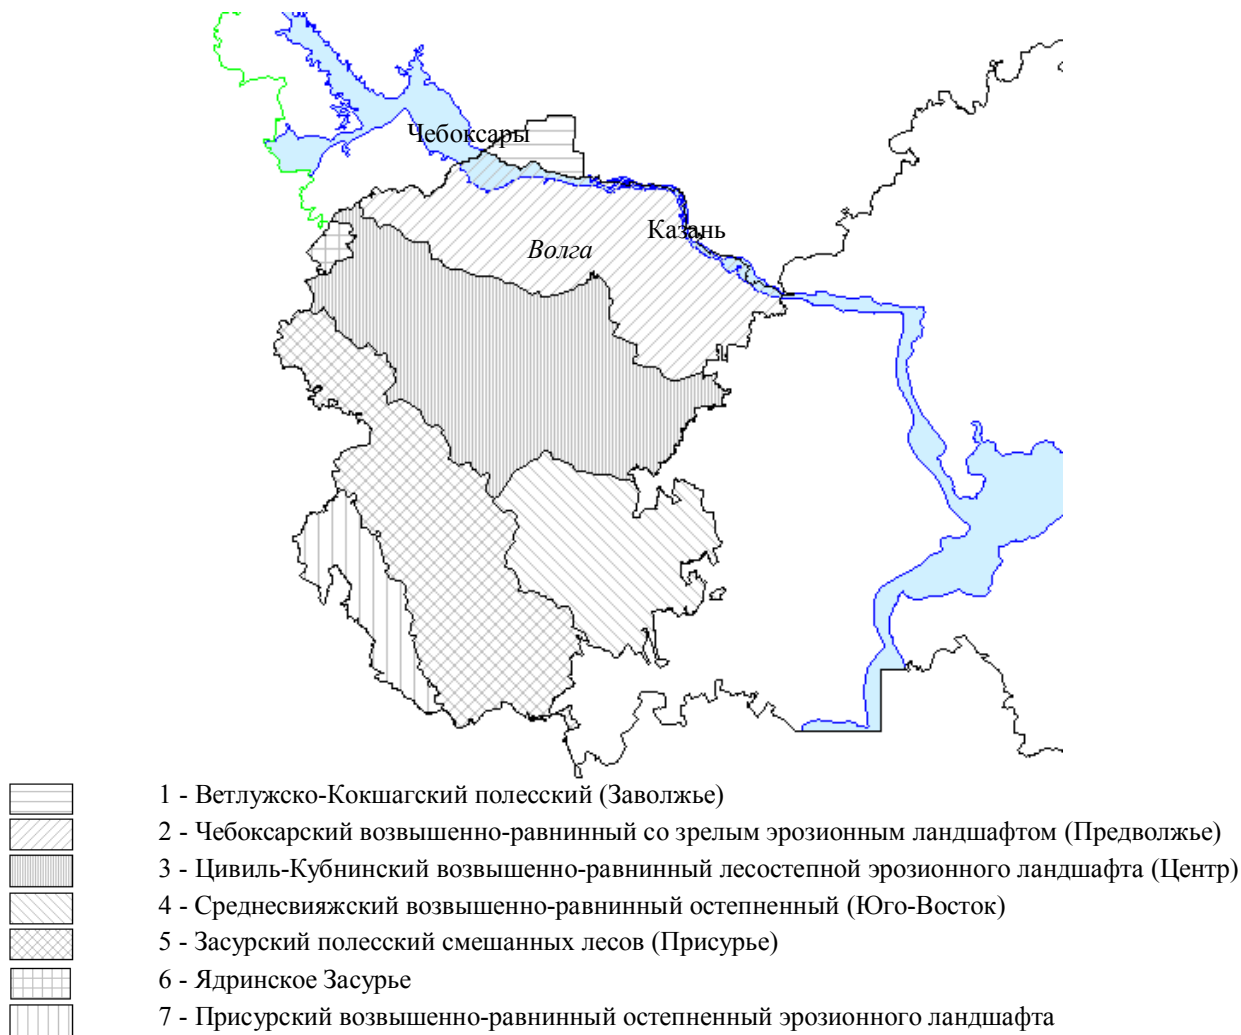 Чебоксары
Казань
Волга
1 - Ветлужско-Кокшагский полесский (Заволжье)
2 - Чебоксарский возвышенно-равнинный со зрелым эрозионным ландшафтом (Предволжье)
3 - Цивиль-Кубнинский возвышенно-равнинный лесостепной эрозионного ландшафта (Центр)
4 - Среднесвияжский возвышенно-равнинный остепненный (Юго-Восток)
5 - Засурский полесский смешанных лесов (Присурье)
6 - Ядринское Засурье
7 - Присурский возвышенно-равнинный остепненный эрозионного ландшафта